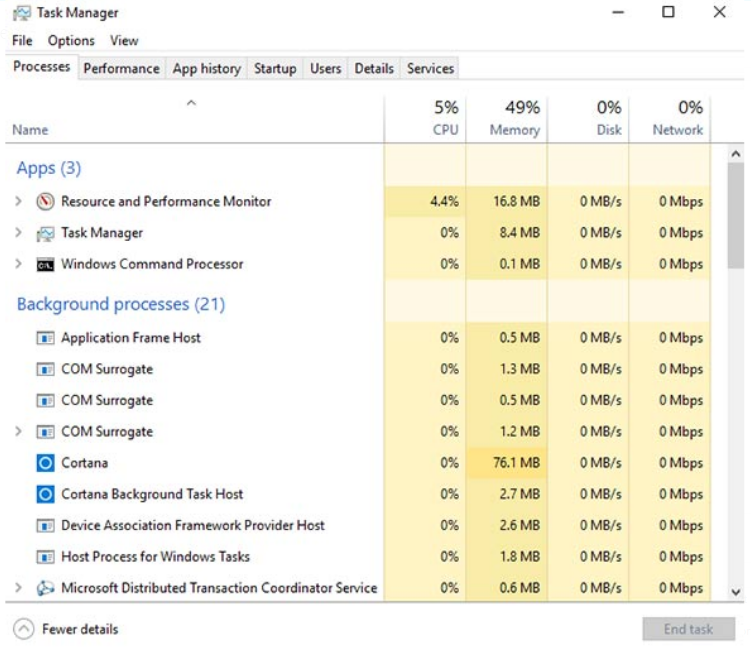 Task Manager
File Options View
Processes Performance App history Startup Users Details Services
5% 49% 0% 0%
Name CPU Memory Disk Network
Apps (3)
Resource and Performance Monitor 4.4% 16.8 MB 0 MB/s 0 Mbps
Task Manager 0% 8.4 MB 0 MB/s 0 Mbps
Windows Command Processor 0% 0.1 MB 0 MB/s 0 Mbps
Background processes (21)
Application Frame Host 0% 0.5 MB 0 MB/s 0 Mbps
COM Surrogate 0% 1.3 MB 0 MB/s 0 Mbps
COM Surrogate 0% 0.5 MB 0 MB/s 0 Mbps
COM Surrogate 0% 1.2 MB 0 MB/s 0 Mbps
Cortana 0% 76.1 MB 0 MB/s 0 Mbps
Cortana Background Task Host 0% 2.7 MB 0 MB/s 0 Mbps
Device Association Framework Provider Host 0% 2.6 MB 0 MB/s 0 Mbps
Host Process for Windows Tasks 0% 1.8 MB 0 MB/s 0 Mbps
Microsoft Distributed Transaction Coordinator Service 0% 0.6 MB 0 MB/s 0 Mbps
Fewer details End task